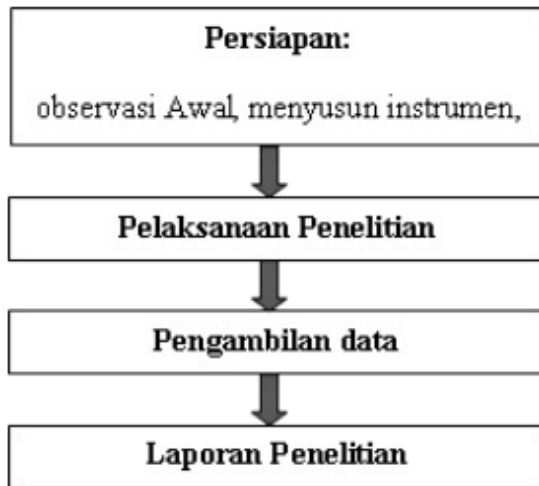 Persiapan:
observasi Awal, menyusun instrumen,
Pelaksanaan Penelitian
Pengambilan data
Laporan Penelitian